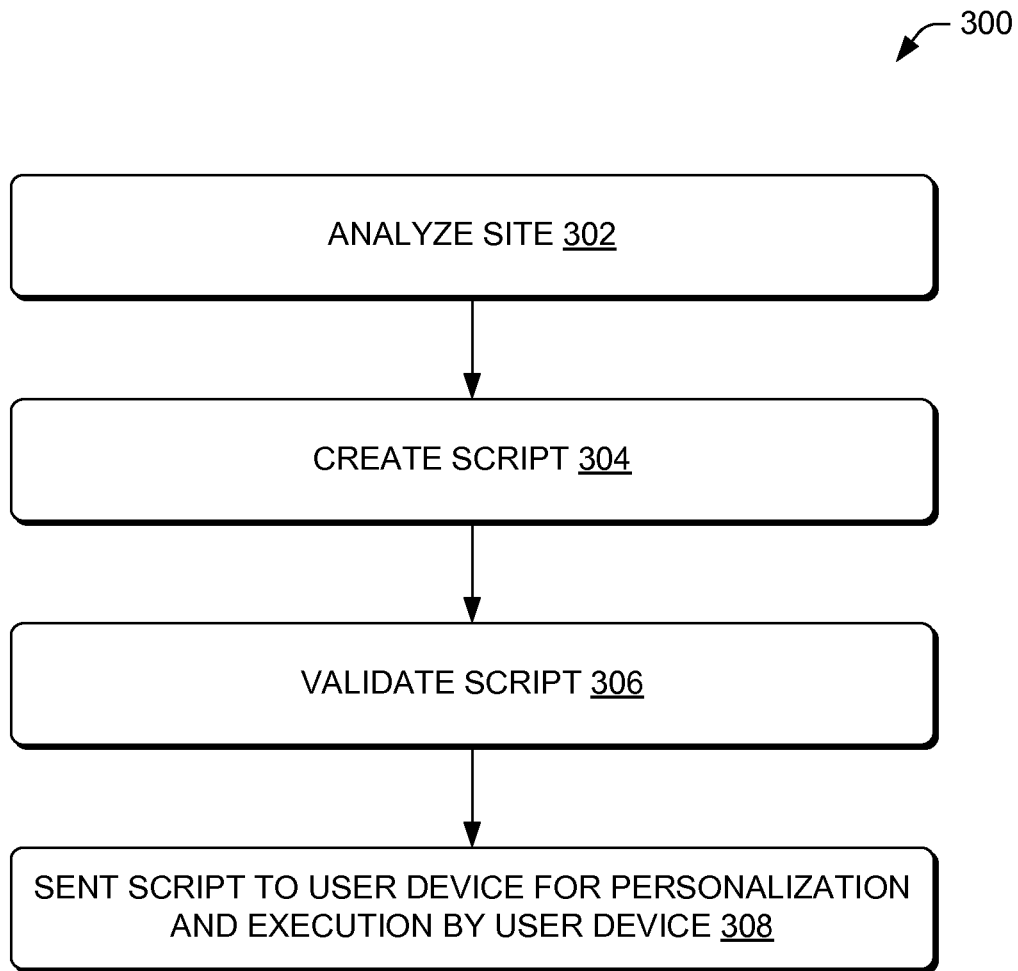 300
ANALYZE SITE 302
CREATE SCRIPT 304
VALIDATE SCRIPT 306
SENT SCRIPT TO USER DEVICE FOR PERSONALIZATION
AND EXECUTION BY USER DEVICE 308